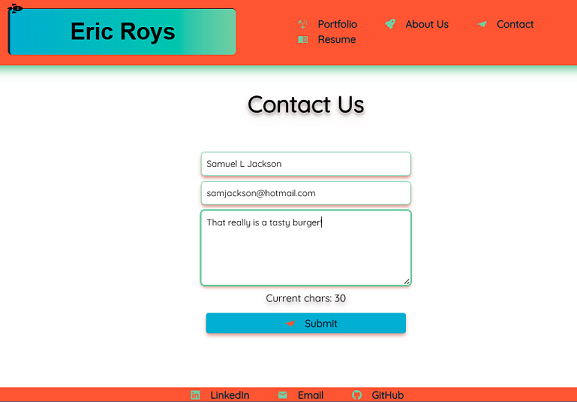 Eric Roys
Portfolio About Us Contact
Resume
Contact Us
Samuel L Jackson
samjackson@hotmail.com
That really is a tasty burger
Current chars: 30
Submit
LinkedIn Email GitHub